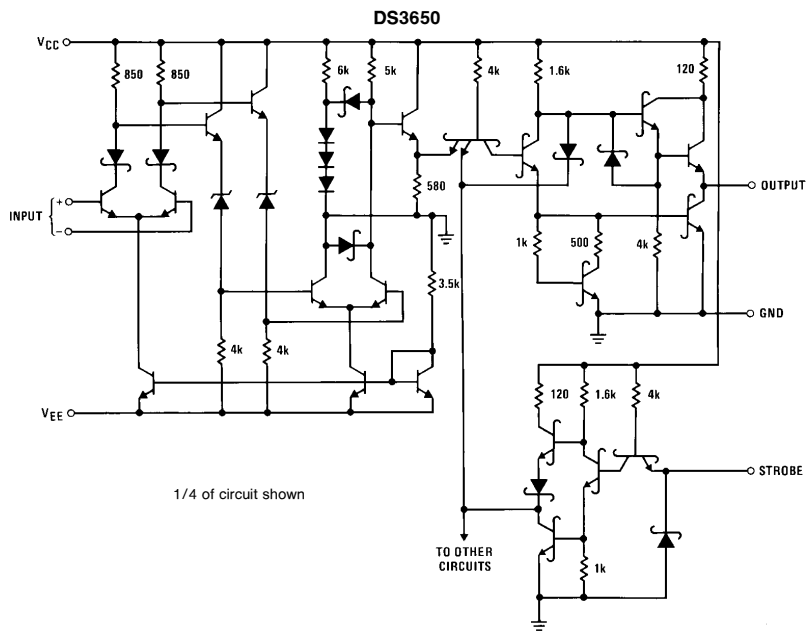 DS3650
VCC
850
850
6k
5k
4k
1.6k
120
INPUT
+
−
580
OUTPUT
1k
500
4k
3.5k
4k
4k
GND
VEE
120
1.6k
4k
STROBE
1/4 of circuit shown
TO OTHER
CIRCUITS
1k